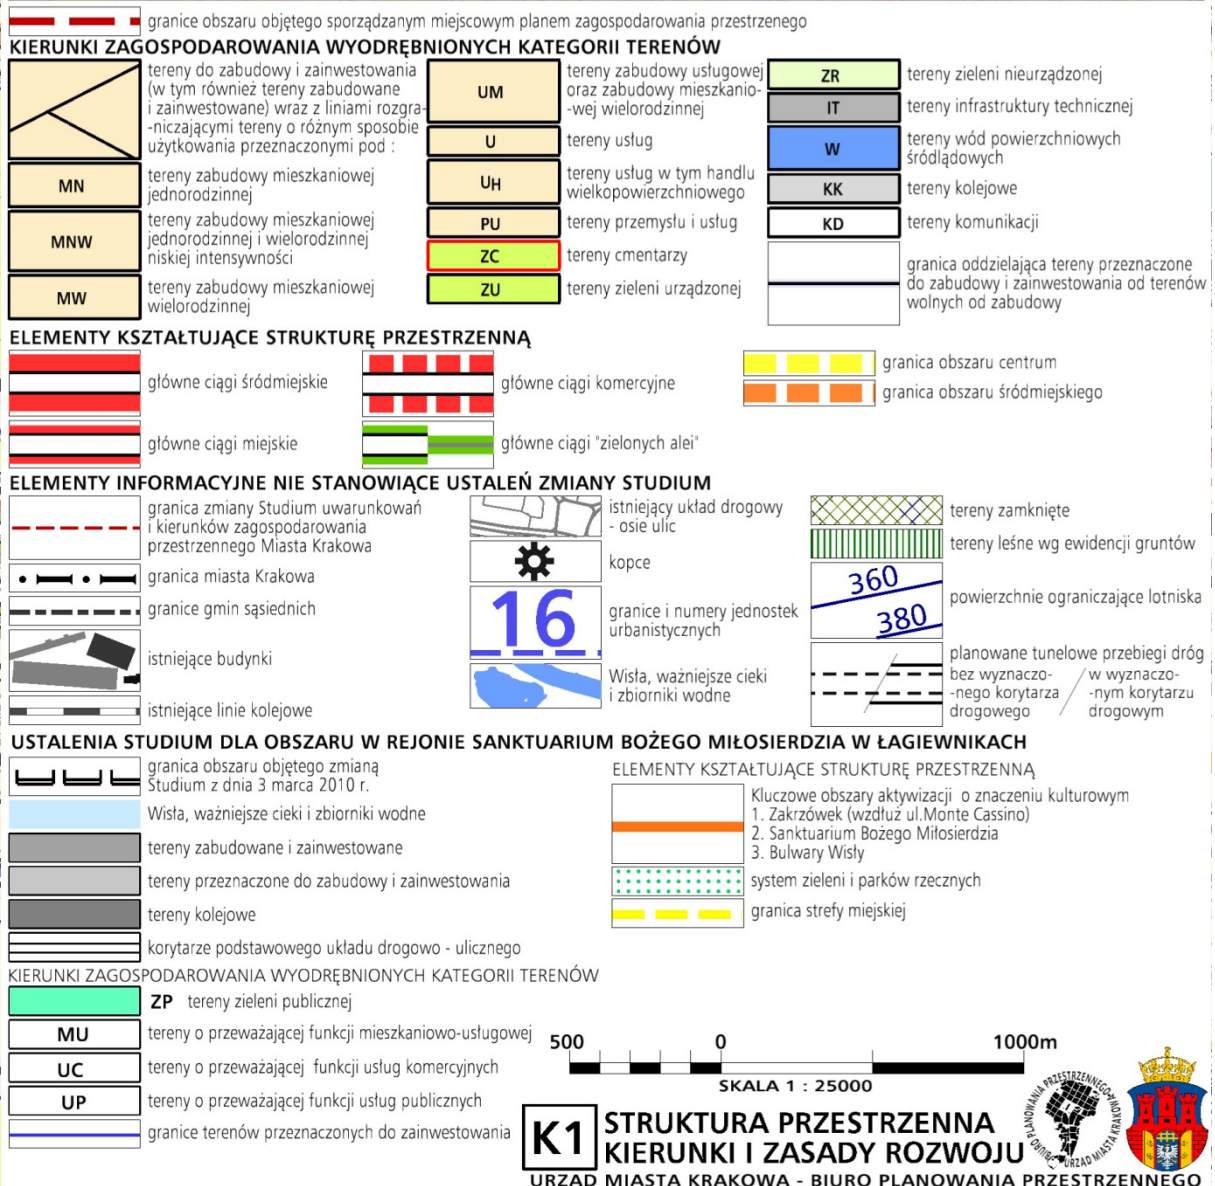 granice obszaru objętego sporządzanym miejscowym planem zagospodarowania przestrzenego
KIERUNKI ZAGOSPODAROWANIA WYODRĘBNIONYCH KATEGORII TERENÓW
tereny do zabudowy i zainwestowania
(w tym również tereny zabudowane
i zainwestowane) wraz z liniami rozgra-
-niczającymi tereny o różnym sposobie
użytkowania przeznaczonymi pod :
MN
tereny zabudowy mieszkaniowej
jednorodzinnej
MNW
tereny zabudowy mieszkaniowej
jednorodzinnej i wielorodzinnej
niskiej intensywności
MW
tereny zabudowy mieszkaniowej
wielorodzinnej
UM
tereny zabudowy usługowej
oraz zabudowy mieszkanio-
-wej wielorodzinnej
U
tereny usług
UH
tereny usług w tym handlu
wielkopowierzchniowego
PU
tereny przemysłu i usług
ZC
tereny cmentarzy
ZU
tereny zieleni urządzonej
ZR
tereny zieleni nieurządzonej
IT
tereny infrastruktury technicznej
W
tereny wód powierzchniowych
śródlądowych
KK
tereny kolejowe
KD
tereny komunikacji
granica oddzielająca tereny przeznaczone
do zabudowy i zainwestowania od terenów
wolnych od zabudowy
ELEMENTY KSZTAŁTUJĄCE STRUKTURĘ PRZESTRZENNĄ
główne ciągi śródmiejskie
główne ciągi miejskie
główne ciągi komercyjne
główne ciągi "zielonych alei"
granica obszaru centrum
granica obszaru śródmiejskiego
ELEMENTY INFORMACYJNE NIE STANOWIĄCE USTALEŃ ZMIANY STUDIUM
granica zmiany Studium uwarunkowań
i kierunków zagospodarowania
przestrzennego Miasta Krakowa
granica miasta Krakowa
granice gmin sąsiednich
istniejące budynki
istniejące linie kolejowe
istniejący układ drogowy
- osie ulic
kopce
16
granice i numery jednostek
urbanistycznych
Wisła, ważniejsze cieki
i zbiorniki wodne
tereny zamknięte
tereny leśne wg ewidencji gruntów
360
380
powierzchnie ograniczające lotniska
planowane tunelowe przebiegi dróg
bez wyznaczo-
-nego korytarza
drogowego
w wyznaczo-
-nym korytarzu
drogowym
USTALENIA STUDIUM DLA OBSZARU W REJONIE SANKTUARIUM BOŻEGO MIŁOSIERDZIA W ŁAGIEWNIKACH
granica obszaru objętego zmianą
Studium z dnia 3 marca 2010 r.
Wisła, ważniejsze cieki i zbiorniki wodne
tereny zabudowane i zainwestowane
tereny przeznaczone do zabudowy i zainwestowania
tereny kolejowe
korytarze podstawowego układu drogowo - ulicznego
ELEMENTY KSZTAŁTUJĄCE STRUKTURĘ PRZESTRZENNĄ
Kluczowe obszary aktywizacji o znaczeniu kulturowym
1. Zakrzówek (wzdłuż ul.Monte Cassino)
2. Sanktuarium Bożego Miłosierdzia
3. Bulwary Wisły
system zieleni i parków rzecznych
granica strefy miejskiej
KIERUNKI ZAGOSPODAROWANIA WYODRĘBNIONYCH KATEGORII TERENÓW
ZP tereny zieleni publicznej
MU
tereny o przeważającej funkcji mieszkaniowo-usługowej
UC
tereny o przeważającej funkcji usług komercyjnych
UP
tereny o przeważającej funkcji usług publicznych
granice terenów przeznaczonych do zainwestowania
500 0 1000m
SKALA 1 : 25000
K1
STRUKTURA PRZESTRZENNA
KIERUNKI I ZASADY ROZWOJU
BIURO PLANOWANIA PRZESTRZENNEGO
URZĄD MIASTA KRAKOWA
URZĄD MIASTA KRAKOWA - BIURO PLANOWANIA PRZESTRZENNEGO